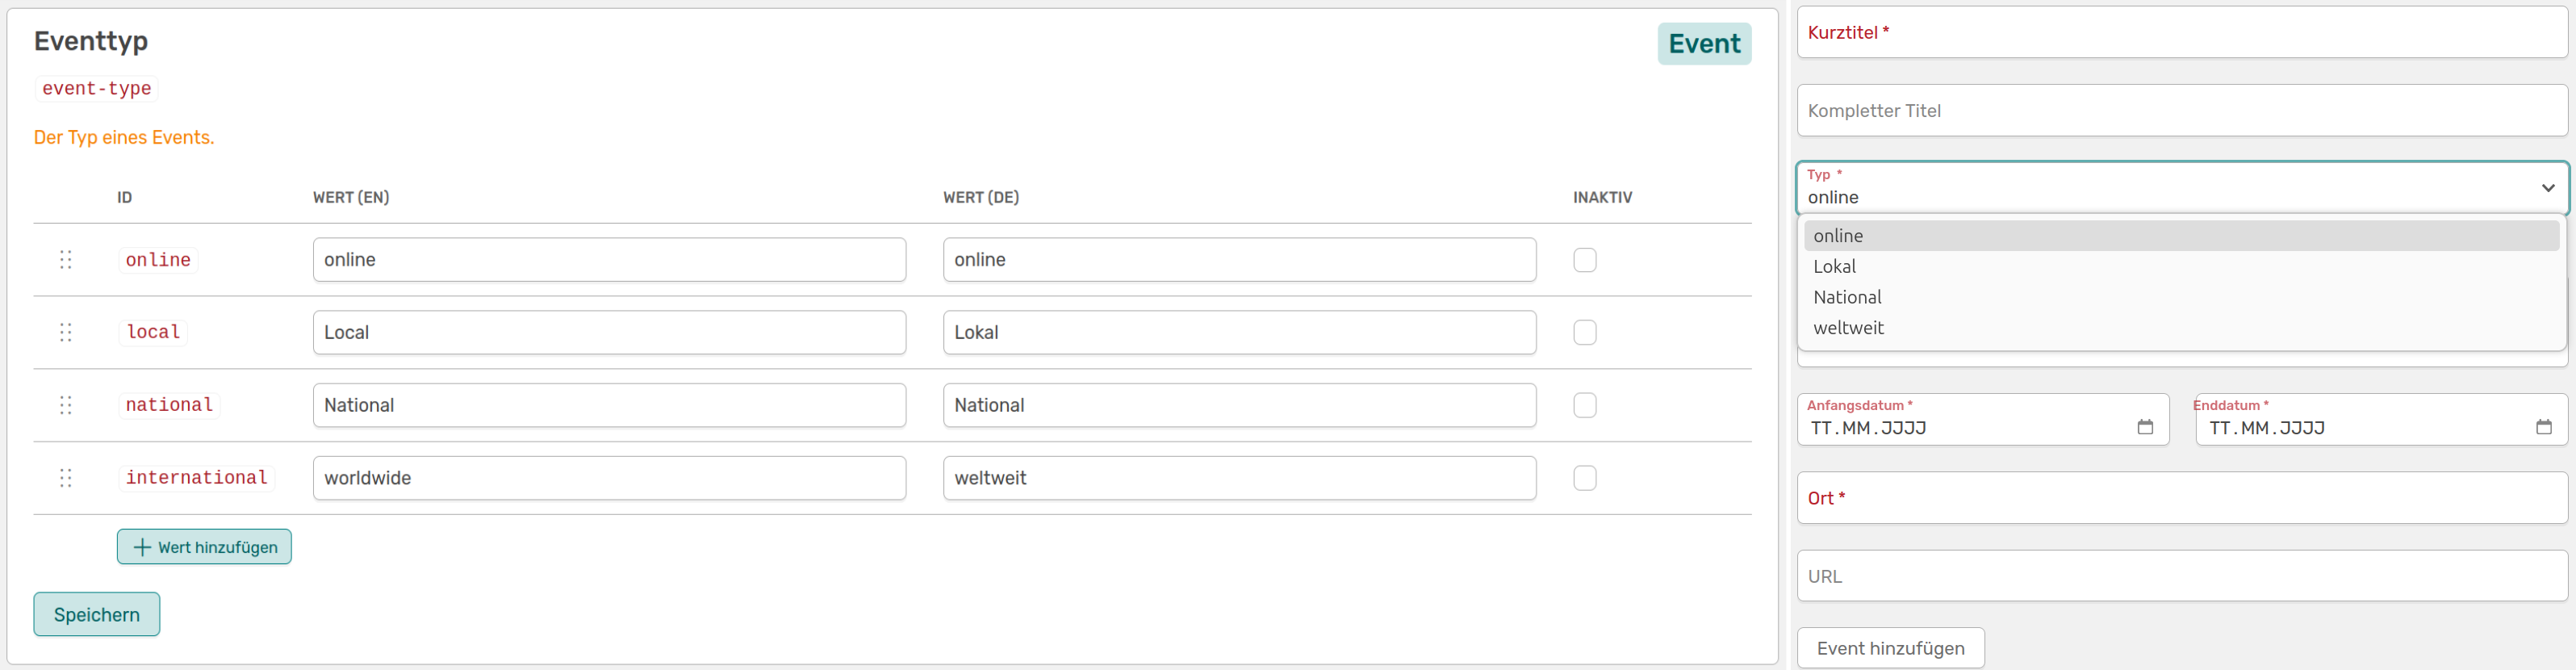 Eventtyp
Event
event-type
Der Typ eines Events.
ID WERT (EN) WERT (DE) INAKTIV
online online online
local Local Lokal
national National National
international worldwide weltweit
Wert hinzufügen
Speichern
Kurztitel *
Kompletter Titel
Typ *
online
online
Lokal
National
weltweit
Anfangsdatum * Enddatum *
TT.MM.JJJJ TT.MM.JJJJ
Ort *
URL
Event hinzufügen